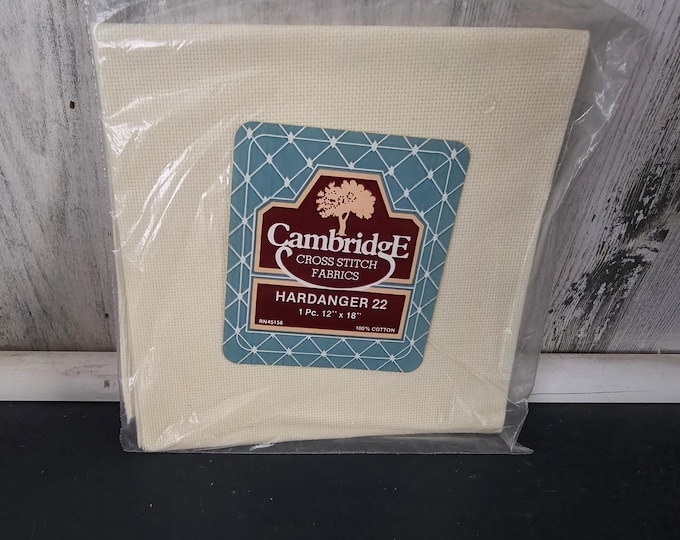 CambridgE
CROSS STITCH
FABRICS
HARDANGER 22
1 Pc. 12" x 18"
RN45156 100% COTTON